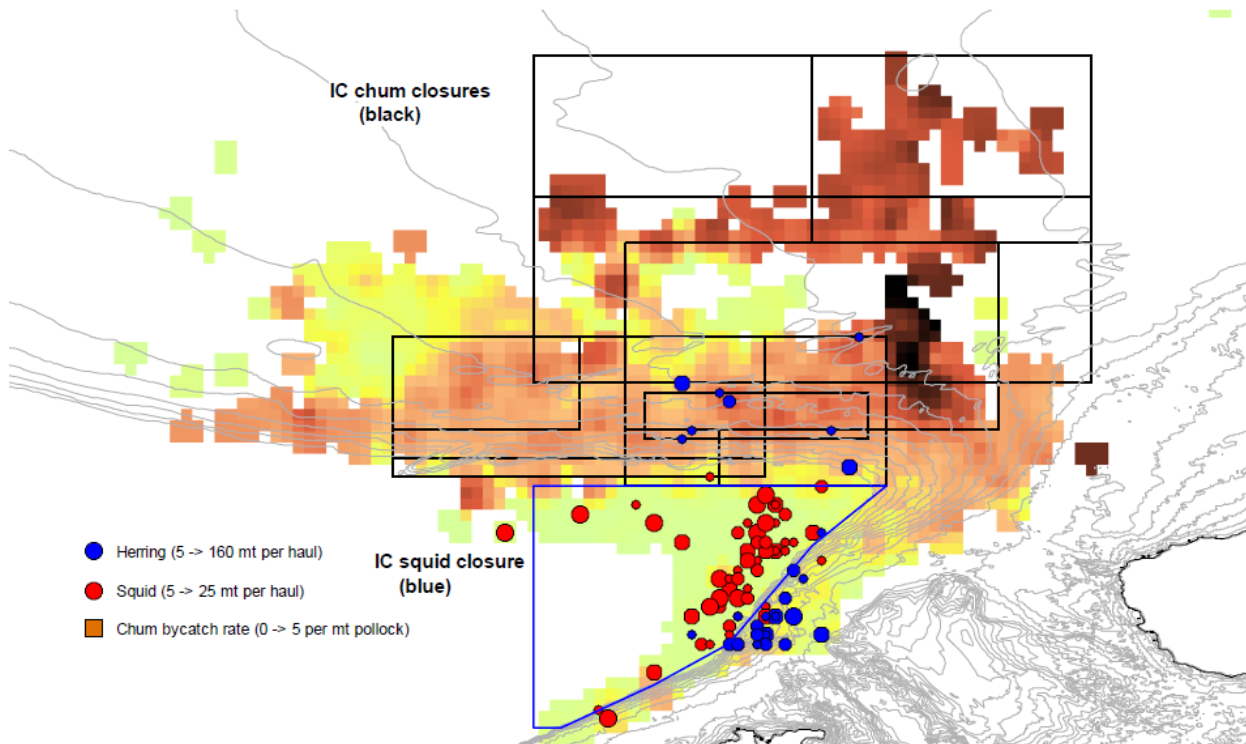 IC chum closures
(black)
IC squid closure
(blue)
Herring (5 -> 160 mt per haul)
Squid (5 -> 25 mt per haul)
Chum bycatch rate (0 -> 5 per mt pollock)